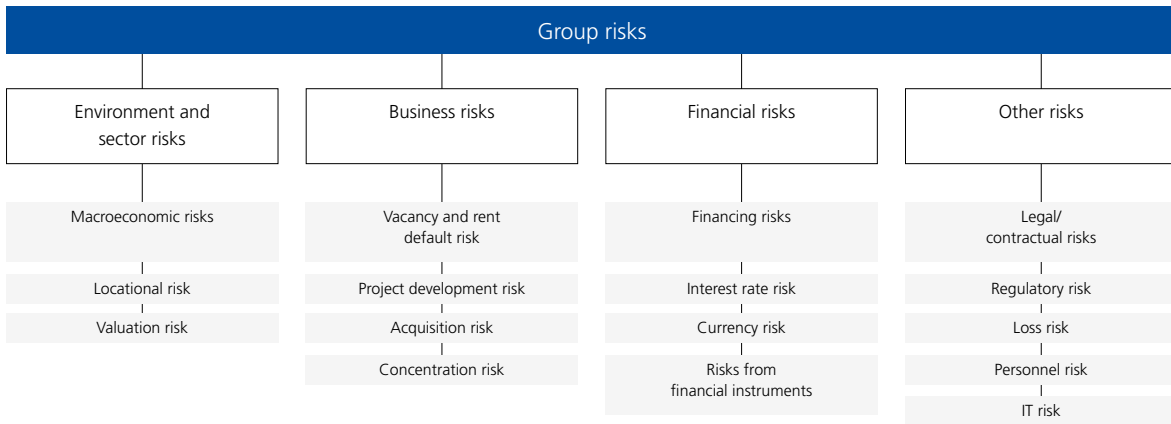 Group risks
Environment and
sector risks
Business risks
Financial risks
Other risks
Macroeconomic risks
Locational risk
Valuation risk
Vacancy and rent
default risk
Project development risk
Acquisition risk
Concentration risk
Financing risks
Interest rate risk
Currency risk
Risks from
financial instruments
Legal/
contractual risks
Regulatory risk
Loss risk
Personnel risk
IT risk